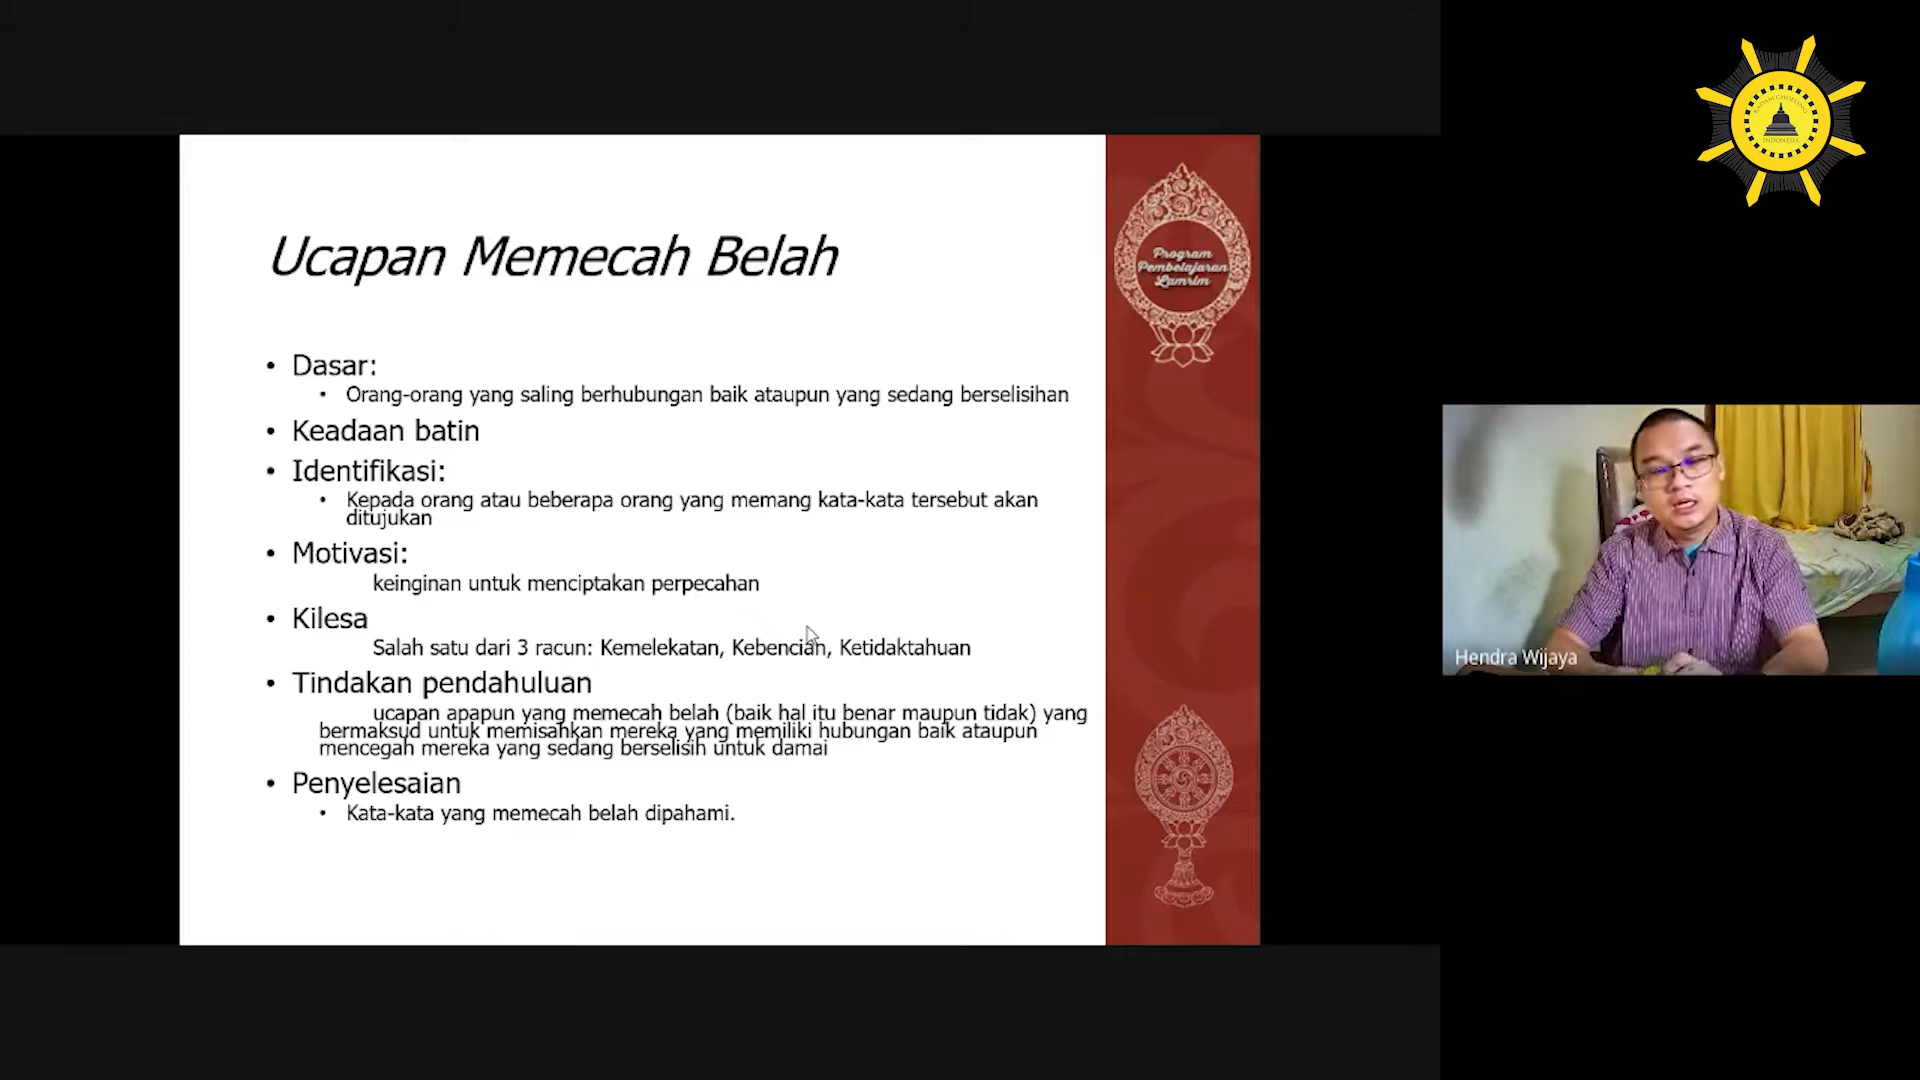 Ucapan Memecah Belah
• Dasar:
• Orang-orang yang saling berhubungan baik ataupun yang sedang berselisihan
• Keadaan batin
• Identifikasi:
• Kepada orang atau beberapa orang yang memang kata-kata tersebut akan
ditujukan
• Motivasi:
keinginan untuk menciptakan perpecahan
• Kilesa
Salah satu dari 3 racun: Kemelekatan, Kebencian, Ketidaktahuan
• Tindakan pendahuluan
ucapan apapun yang memecah belah (baik hal itu benar maupun tidak) yang
bermaksud untuk memisahkan mereka yang memiliki hubungan baik ataupun
mencegah mereka yang sedang berselisih untuk damai
• Penyelesaian
• Kata-kata yang memecah belah dipahami.
Program
Pembelajaran
Lamrim
KADAM CHOELING
INDONESIA
Hendra Wijaya